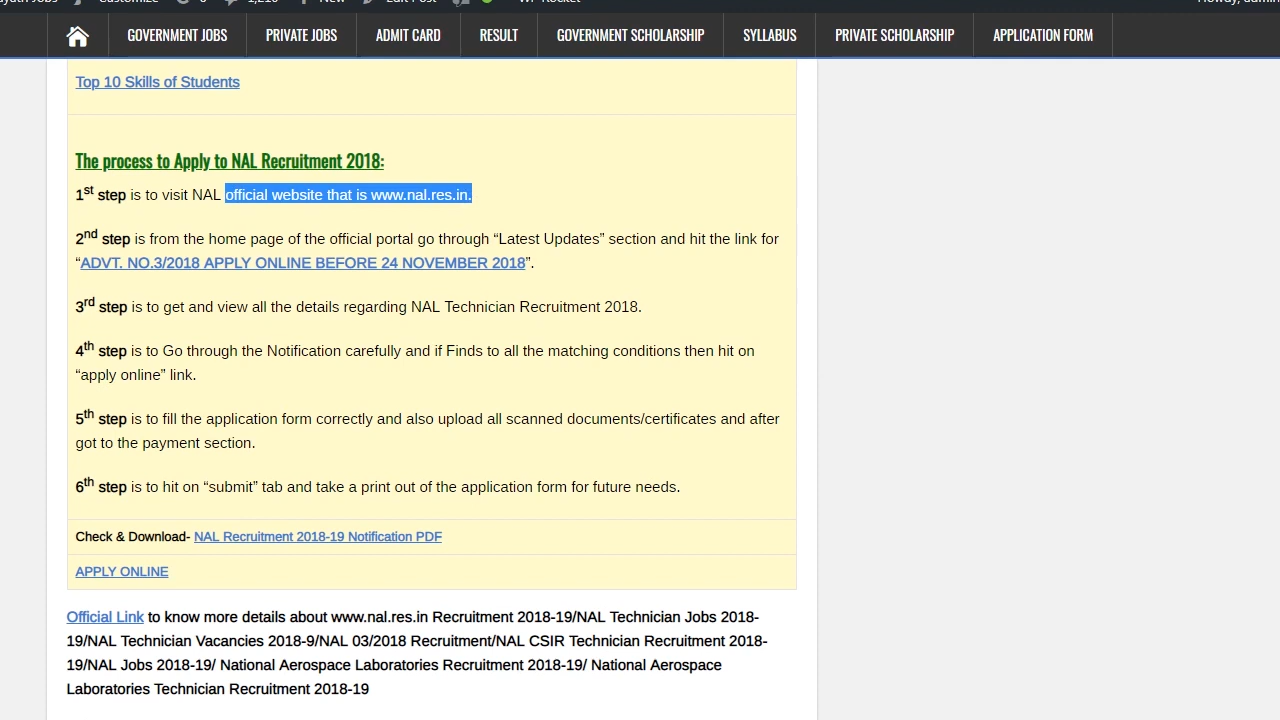 New
GOVERNMENT JOBS PRIVATE JOBS ADMIT CARD RESULT GOVERNMENT SCHOLARSHIP SYLLABUS PRIVATE SCHOLARSHIP APPLICATION FORM
Top 10 Skills of Students
The process to Apply to NAL Recruitment 2018:
1st step is to visit NAL official website that is www.nal.res.in.
2nd step is from the home page of the official portal go through “Latest Updates” section and hit the link for
“ADVT. NO.3/2018 APPLY ONLINE BEFORE 24 NOVEMBER 2018”.
3rd step is to get and view all the details regarding NAL Technician Recruitment 2018.
4th step is to Go through the Notification carefully and if Finds to all the matching conditions then hit on
“apply online” link.
5th step is to fill the application form correctly and also upload all scanned documents/certificates and after
got to the payment section.
6th step is to hit on “submit” tab and take a print out of the application form for future needs.
Check & Download- NAL Recruitment 2018-19 Notification PDF
APPLY ONLINE
Official Link to know more details about www.nal.res.in Recruitment 2018-19/NAL Technician Jobs 2018-
19/NAL Technician Vacancies 2018-9/NAL 03/2018 Recruitment/NAL CSIR Technician Recruitment 2018-
19/NAL Jobs 2018-19/ National Aerospace Laboratories Recruitment 2018-19/ National Aerospace
Laboratories Technician Recruitment 2018-19